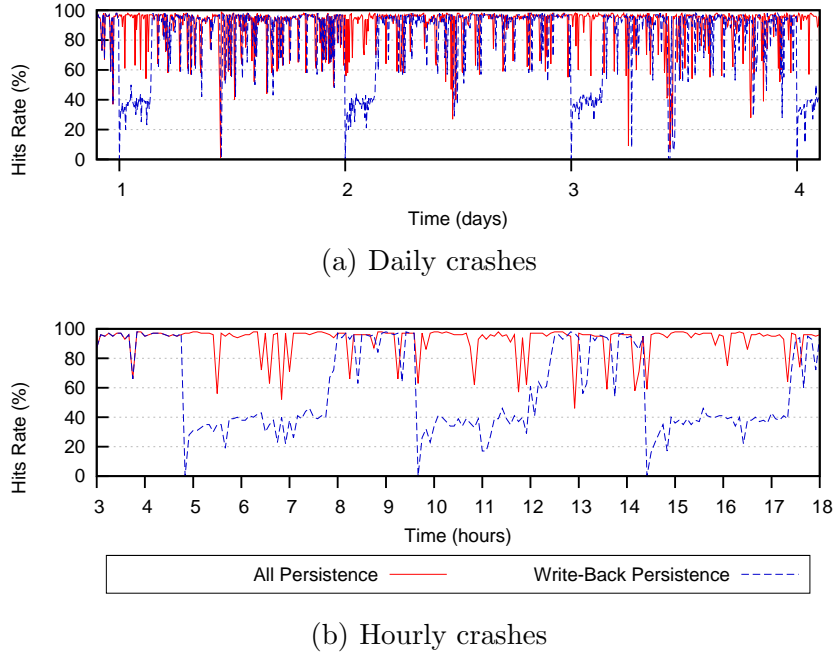 100
80
60
40
20
0
Hits Rate (%)
1 2 3 4
Time (days)
(a) Daily crashes
100
80
60
40
20
0
Hits Rate (%)
3 4 5 6 7 8 9 10 11 12 13 14 15 16 17 18
Time (hours)
All Persistence Write-Back Persistence
(b) Hourly crashes